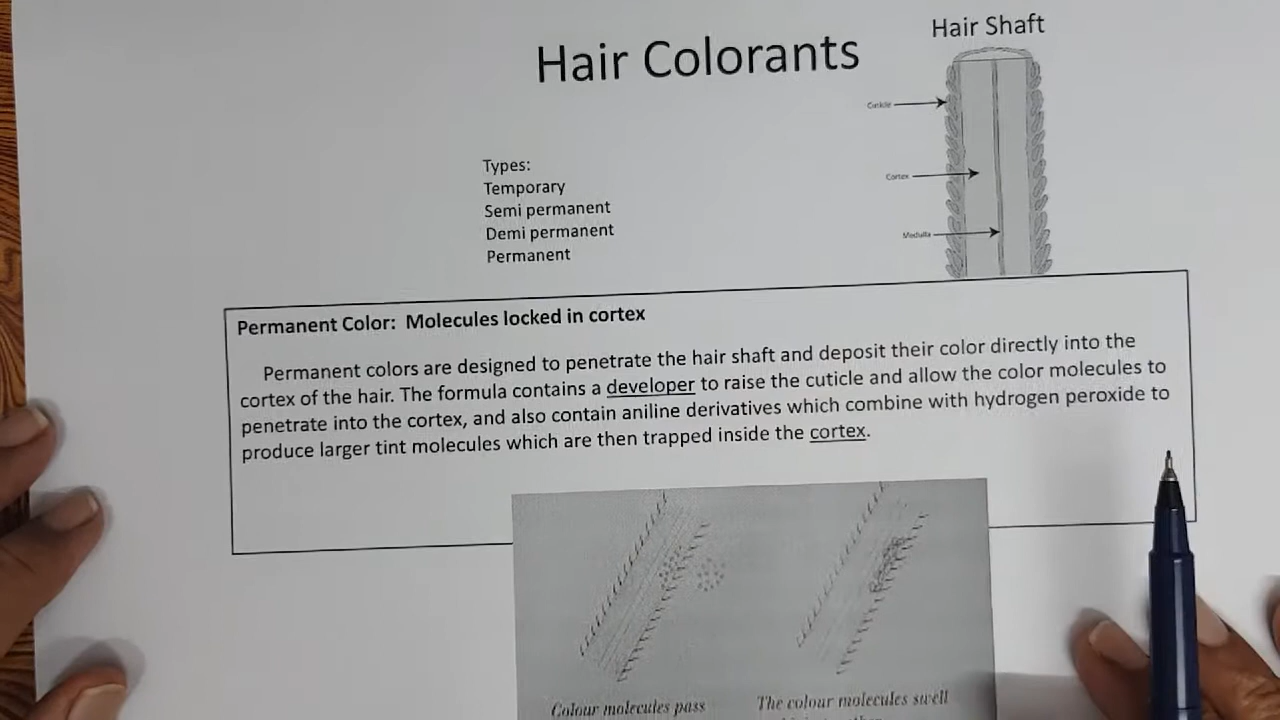 Hair Colorants
Hair Shaft
Cuticle
Cortex
Medulla
Types:
Temporary
Semi permanent
Demi permanent
Permanent
Permanent Color: Molecules locked in cortex
Permanent colors are designed to penetrate the hair shaft and deposit their color directly into the
cortex of the hair. The formula contains a developer to raise the cuticle and allow the color molecules to
penetrate into the cortex, and also contain aniline derivatives which combine with hydrogen peroxide to
produce larger tint molecules which are then trapped inside the cortex.
Colour molecules pass
The colour molecules swell